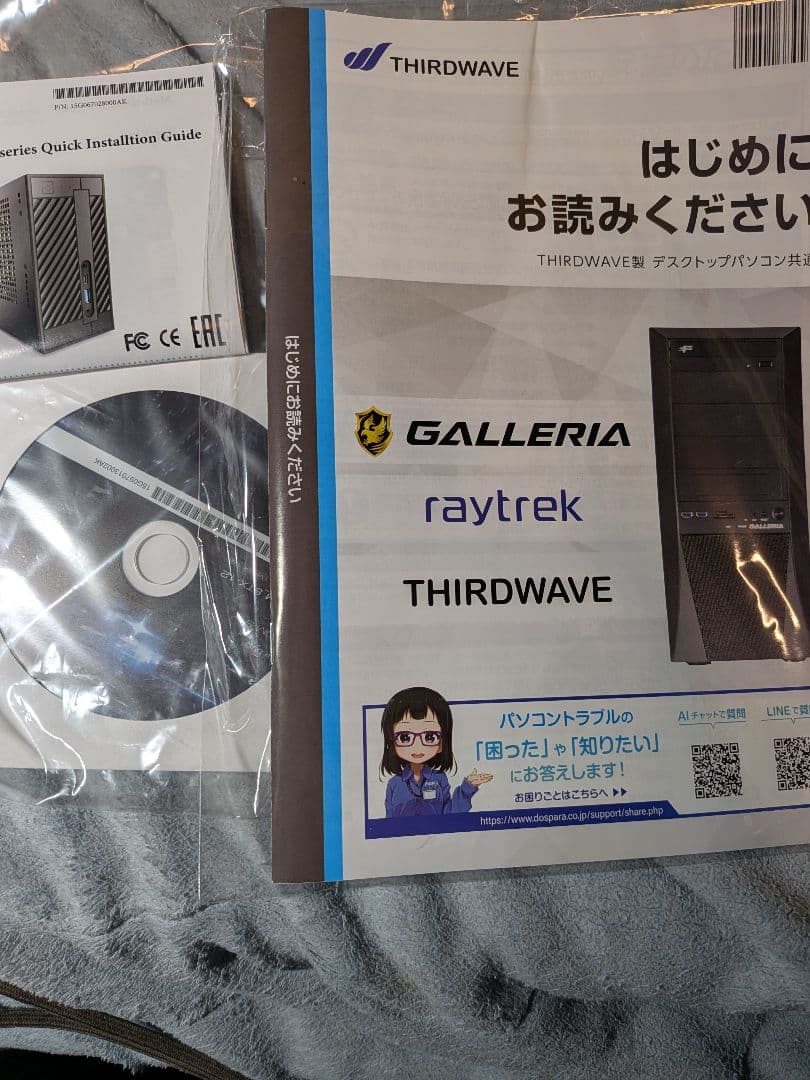 P/N: 15G067028000AK
series Quick Installtion Guide
FC CE EAC
15G097013002AK
THIRDWAVE
はじめに
お読みください
THIRDWAVE製 デスクトップパソコン共通
はじめにお読みください
GALLERIA
raytrek
THIRDWAVE
GALLERIA
パソコントラブルの
「困った」や「知りたい」
にお答えします!
お困りごとはこちらへ ▶▶
https://www.dospara.co.jp/support/share.php
AIチャットで質問
LINEで質